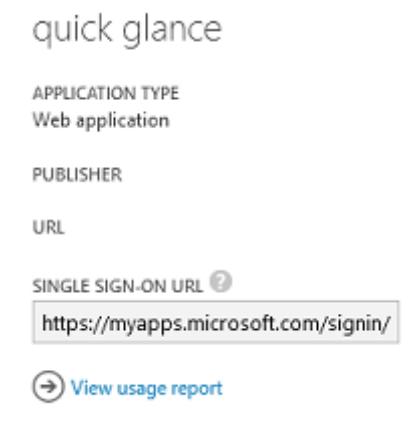 quick glance
APPLICATION TYPE
Web application
PUBLISHER
URL
SINGLE SIGN-ON URL ?
https://myapps.microsoft.com/signin/
View usage report